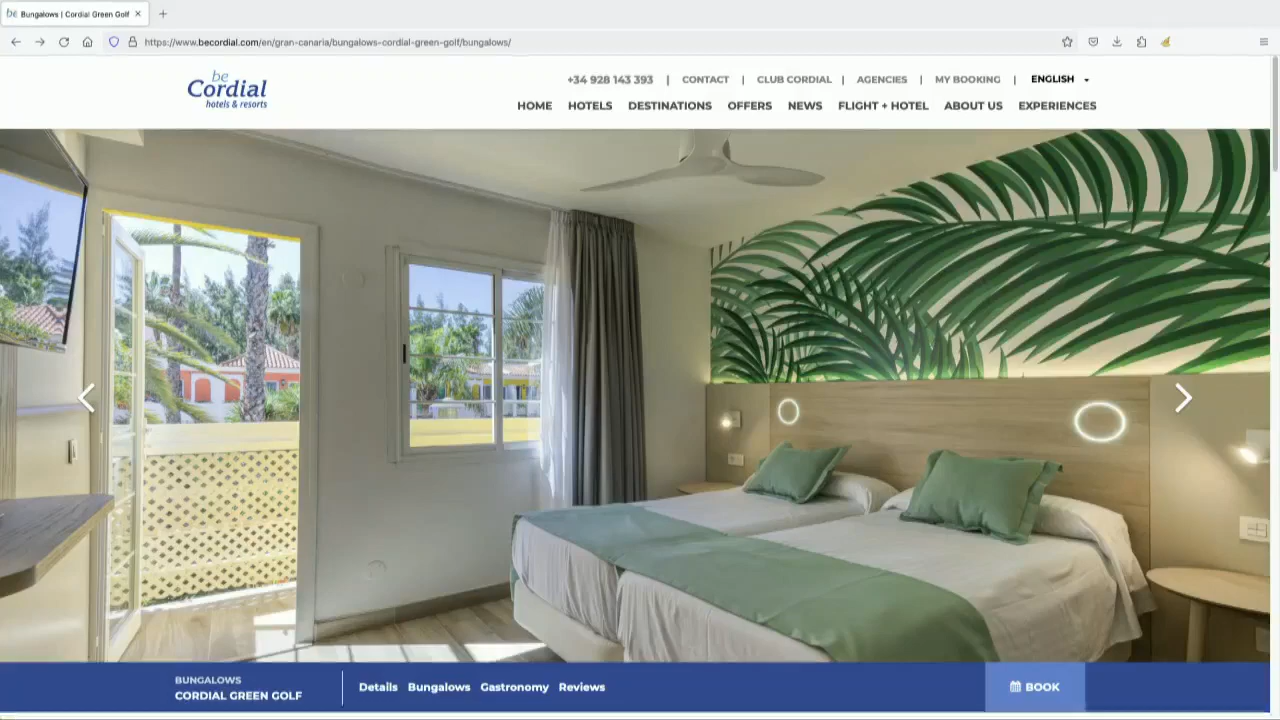 be Bungalows | Cordial Green Golf
https://www.becordial.com/en/gran-canaria/bungalows-cordial-green-golf/bungalows/
be
Cordial
hotels & resorts
+34 928 143 393 | CONTACT | CLUB CORDIAL | AGENCIES | MY BOOKING | ENGLISH
HOME HOTELS DESTINATIONS OFFERS NEWS FLIGHT + HOTEL ABOUT US EXPERIENCES
BUNGALOWS
CORDIAL GREEN GOLF
Details Bungalows Gastronomy Reviews
BOOK